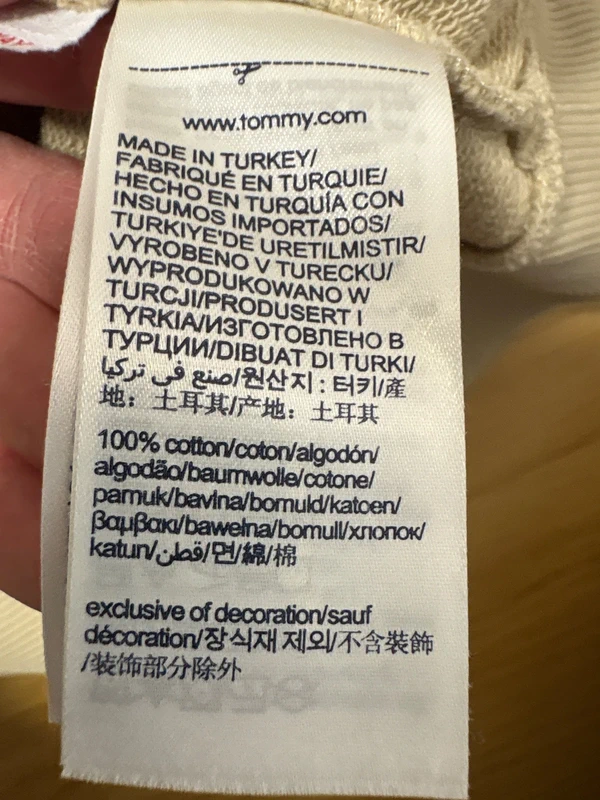 www.tommy.com
MADE IN TURKEY/
FABRIQUÉ EN TURQUIE/
HECHO EN TURQUÍA CON
INSUMOS IMPORTADOS/
TURKIYE'DE URETILMISTIR/
VYROBENO V TURECKU/
WYPRODUKOWANO W
TURCJI/PRODUSERT I
TYRKIA/ИЗГОТОВЛЕНО В
ТУРЦИИ/DIBUAT DI TURKI/
صنع في تركيا/원산지 : 터키/產
地：土耳其/产地：土耳其
100% cotton/coton/algodón/
algodão/baumwolle/cotone/
pamuk/bavlna/bomuld/katoen/
βαμβακι/bawełna/bomull/хлопок/
katun/قطن/면/綿/棉
exclusive of decoration/sauf
décoration/장식재 제외/不含裝飾
/装饰部分除外